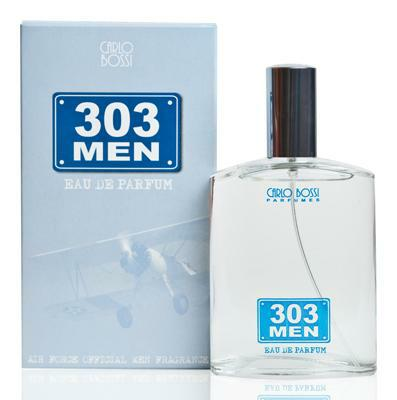 CARLO
BOSSI
303
MEN
EAU DE PARFUM
AIR FORCE OFFICIAL MEN FRAGRANCE
CARLO BOSSI
PARFUMES
303
MEN
EAU DE PARFUM